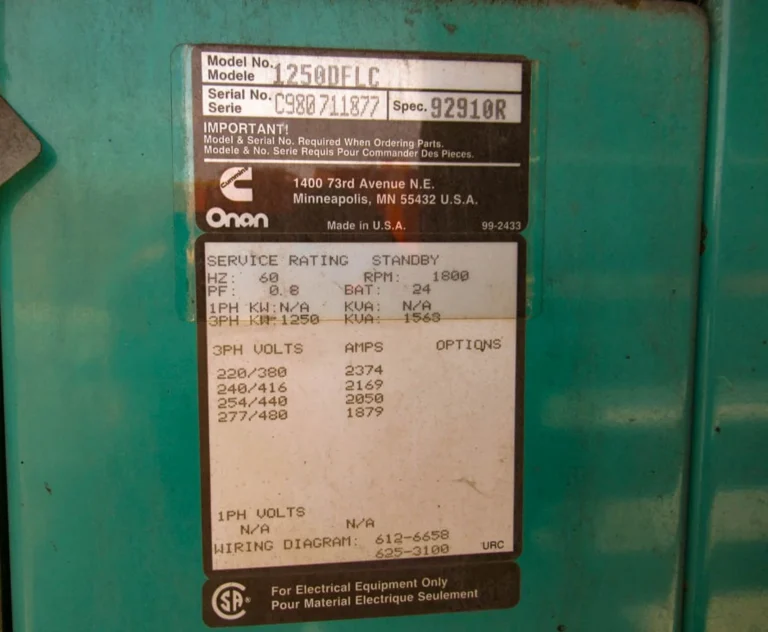 Model No.
Modele 1250DFLC
Serial No.
Serie C980711877 Spec. 92910R
IMPORTANT!
Model & Serial No. Required When Ordering Parts.
Modele & No. Serie Requis Pour Commander Des Pieces.
Cummins
Onan
1400 73rd Avenue N.E.
Minneapolis, MN 55432 U.S.A.
Made in U.S.A. 99-2433
SERVICE RATING STANDBY
HZ: 60 RPM: 1800
PF: 0.8 BAT: 24
1PH KW:N/A KVA: N/A
3PH KW:1250 KVA: 1563
3PH VOLTS AMPS OPTIONS
220/380 2374
240/416 2169
254/440 2050
277/480 1879
1PH VOLTS
N/A N/A
WIRING DIAGRAM: 612-6658
625-3100 URC
CSA®
For Electrical Equipment Only
Pour Material Electrique Seulement